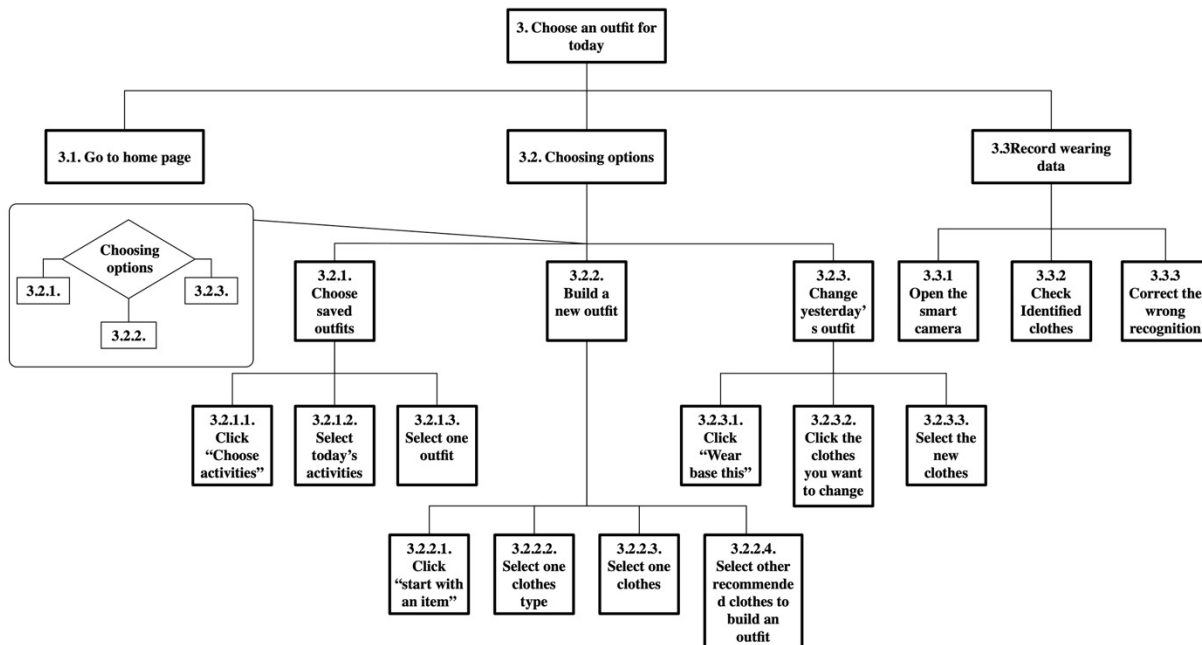 3. Choose an outfit for
today
3.1. Go to home page
3.2. Choosing options
3.3Record wearing
data
Choosing
options
3.2.1.
3.2.3.
3.2.2.
3.2.1.
Choose
saved
outfits
3.2.2.
Build a
new outfit
3.2.3.
Change
yesterday’
s outfit
3.3.1
Open the
smart
camera
3.3.2
Check
Identified
clothes
3.3.3
Correct the
wrong
recognition
3.2.1.1.
Click
“Choose
activities”
3.2.1.2.
Select
today’s
activities
3.2.1.3.
Select one
outfit
3.2.3.1.
Click
“Wear
base this”
3.2.3.2.
Click the
clothes
you want
to change
3.2.3.3.
Select the
new
clothes
3.2.2.1.
Click
“start with
an item”
3.2.2.2.
Select one
clothes
type
3.2.2.3.
Select one
clothes
3.2.2.4.
Select other
recommende
d clothes to
build an
outfit